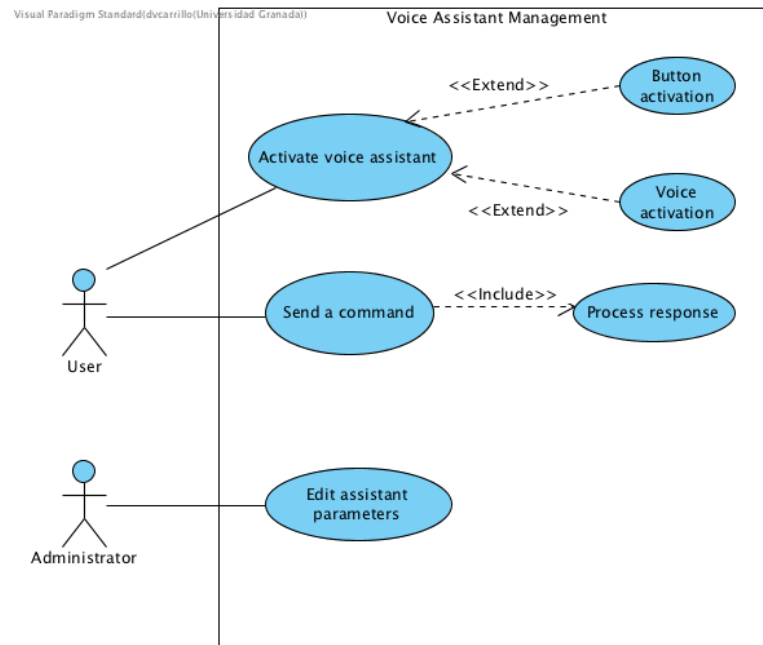 Visual Paradigm Standard(dvcarrillo(Universidad Granada))
Voice Assistant Management
<<Extend>>
Button
activation
Activate voice assistant
<<Extend>>
Voice
activation
Send a command
<<Include>>
Process response
User
Edit assistant
parameters
Administrator